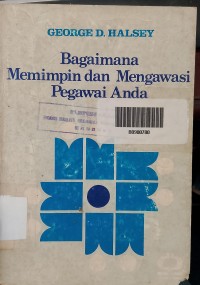 GEORGE D. HALSEY
Bagaimana
Memimpin dan Mengawasi
Pegawai Anda